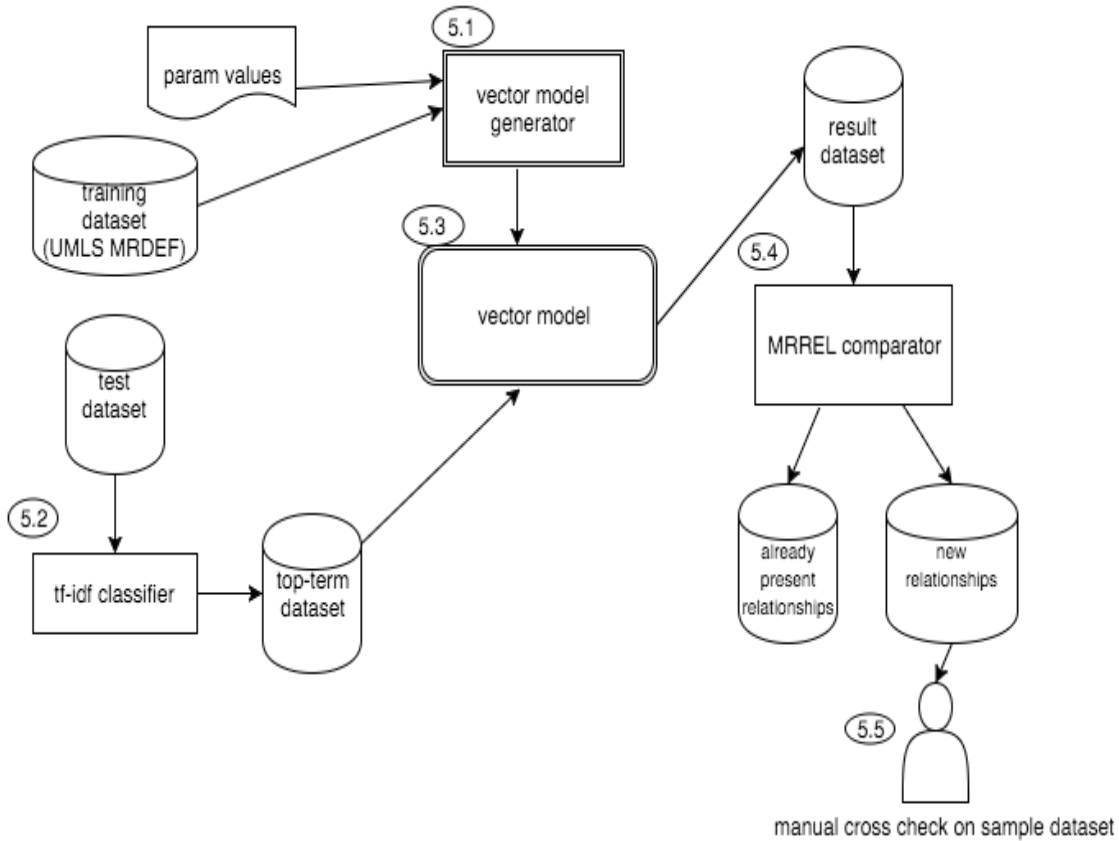 5.1
param values
vector model
generator
training
dataset
(UMLS MRDEF)
5.3
vector model
result
dataset
5.4
MRREL comparator
test
dataset
5.2
tf-idf classifier
top-term
dataset
already
present
relationships
new
relationships
5.5
manual cross check on sample dataset